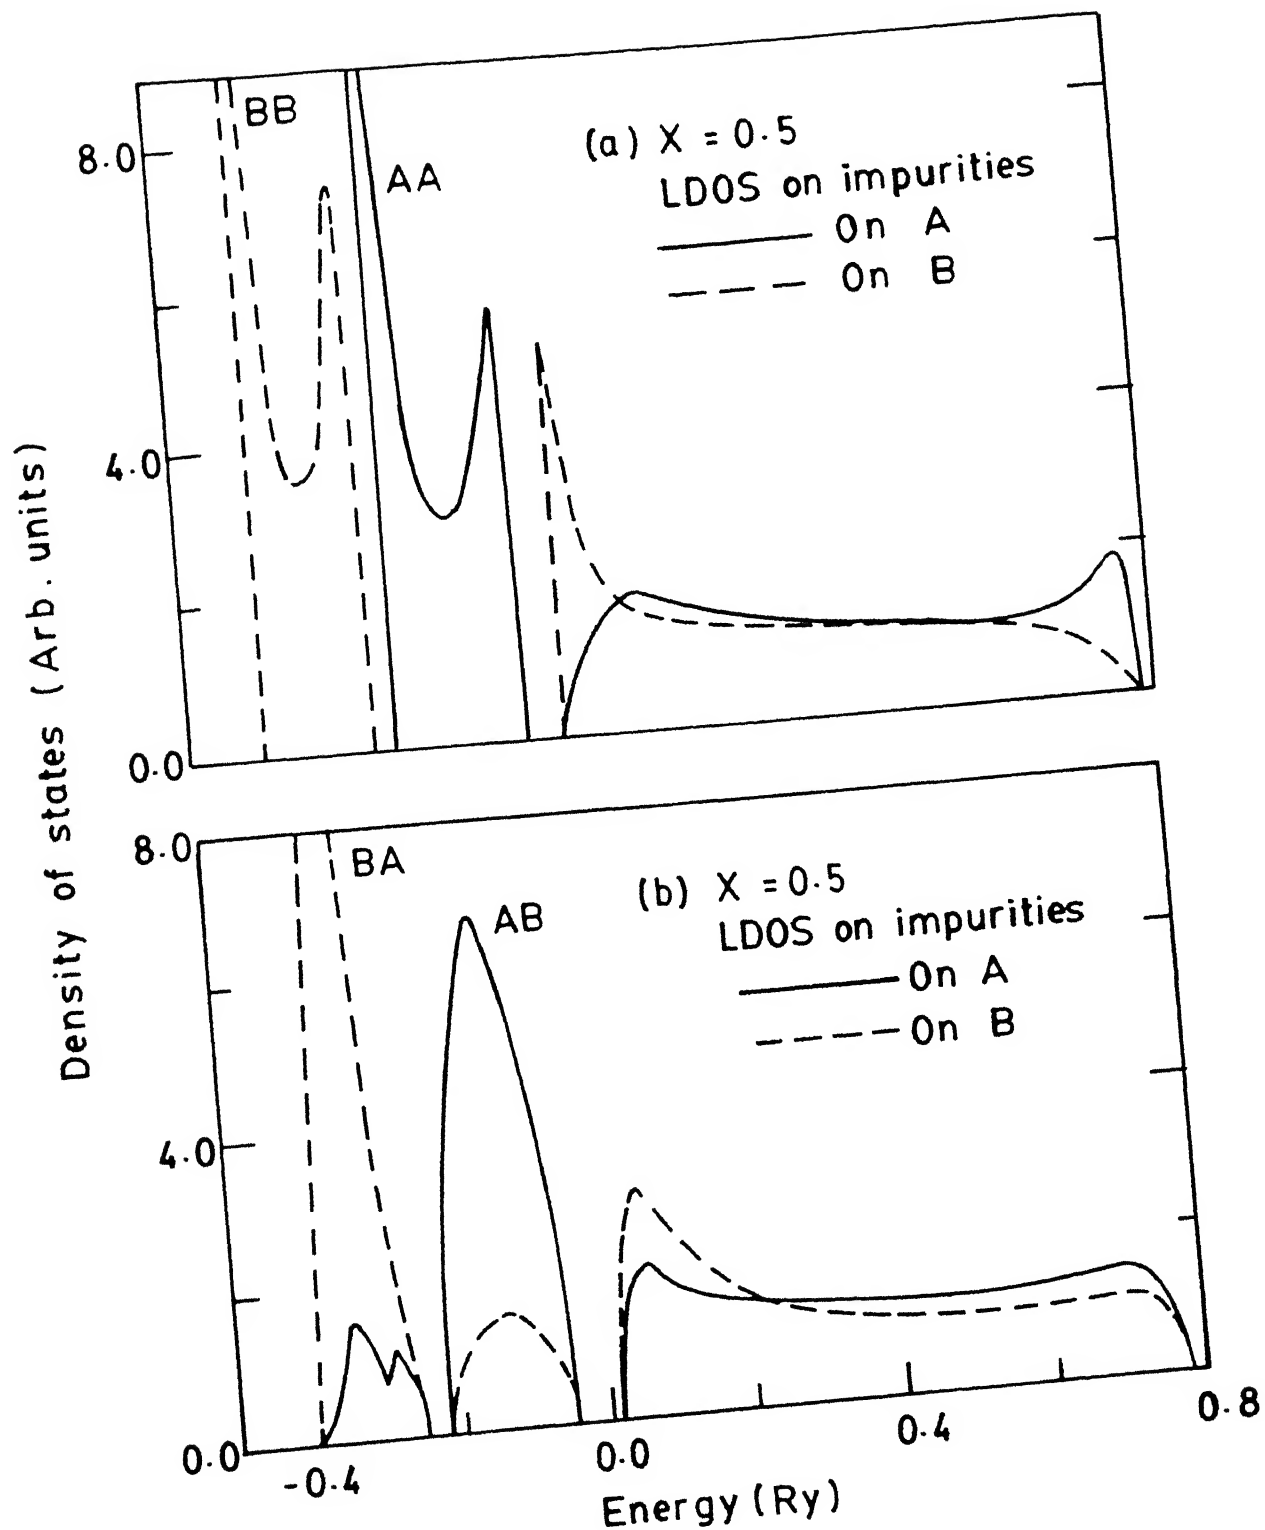 BB
8.0
(a) X = 0.5
AA
LDOS on impurities
On A
On B
4.0
0.0
Density of states (Arb. units)
8.0
BA
(b) X = 0.5
AB
LDOS on impurities
On A
On B
4.0
0.0
-0.4
0.0
0.4
0.8
Energy (Ry)